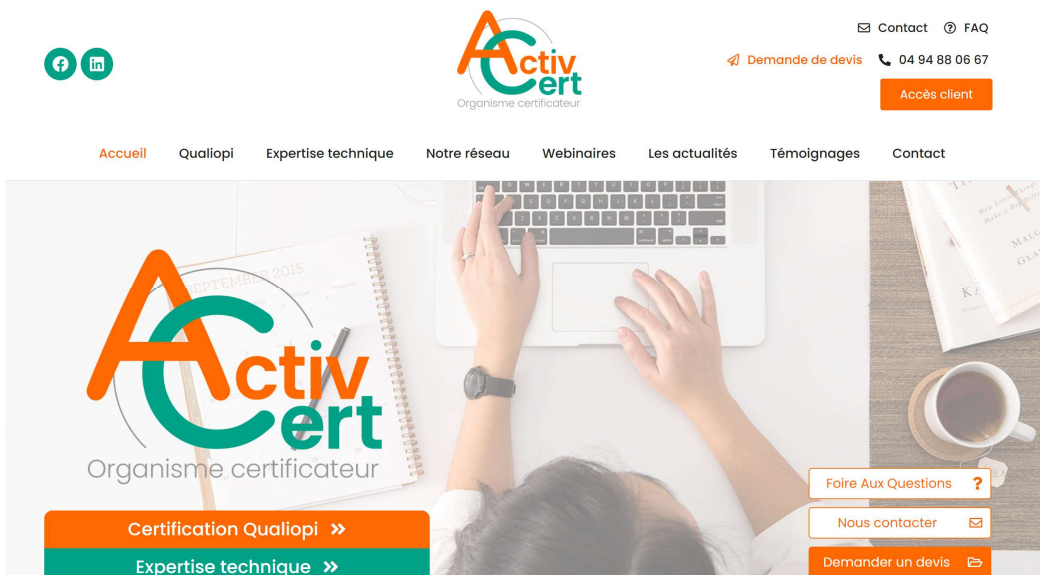 Contact
FAQ
Activ
Cert
Organisme certificateur
Demande de devis
04 94 88 06 67
Accès client
Accueil
Qualiopi
Expertise technique
Notre réseau
Webinaires
Les actualités
Témoignages
Contact
SEPTEMBER 2015
Activ
Cert
Organisme certificateur
Foire Aux Questions ?
Nous contacter
Demander un devis
Certification Qualiopi »
Expertise technique »